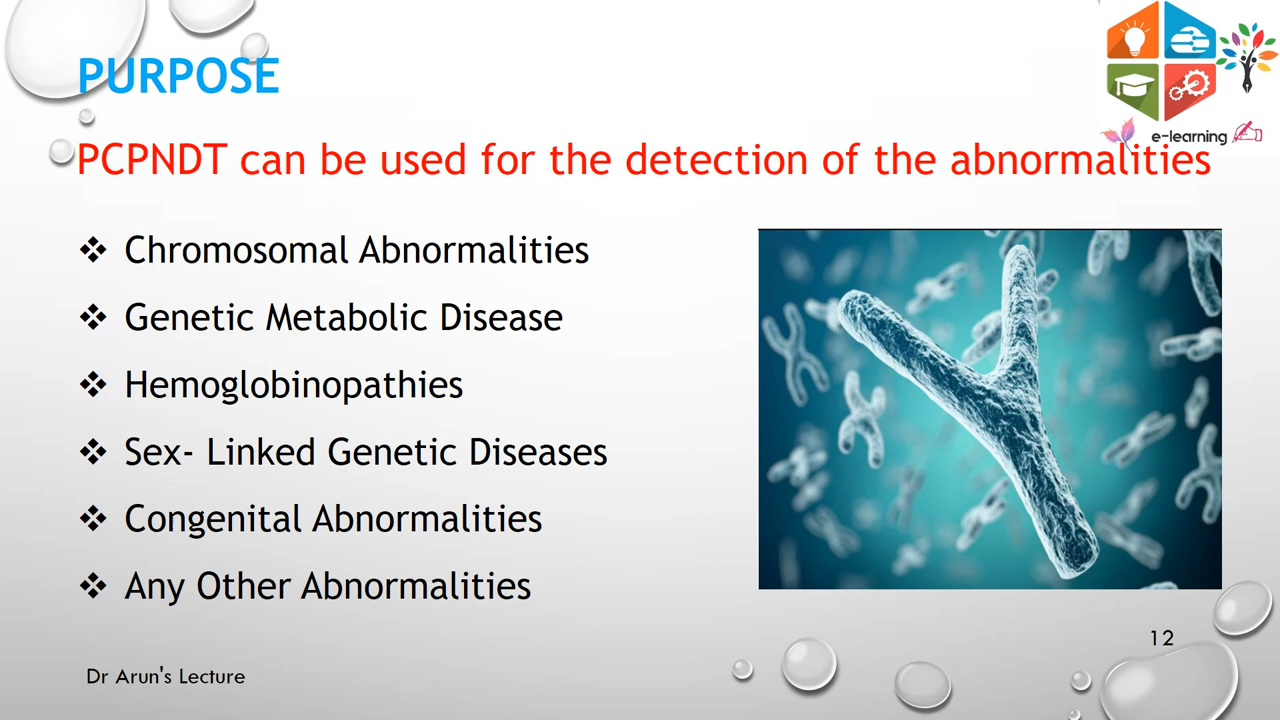 PURPOSE
e-learning
PCPNDT can be used for the detection of the abnormalities
❖ Chromosomal Abnormalities
❖ Genetic Metabolic Disease
❖ Hemoglobinopathies
❖ Sex- Linked Genetic Diseases
❖ Congenital Abnormalities
❖ Any Other Abnormalities
12
Dr Arun's Lecture